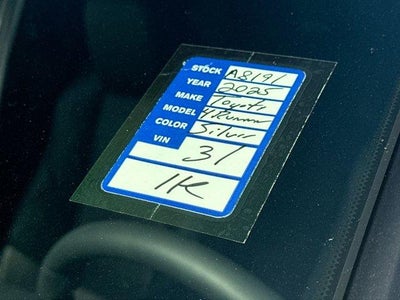 STOCK A8191
YEAR 2025
MAKE Toyota
MODEL 4Runner
COLOR Silver
VIN 31
1K